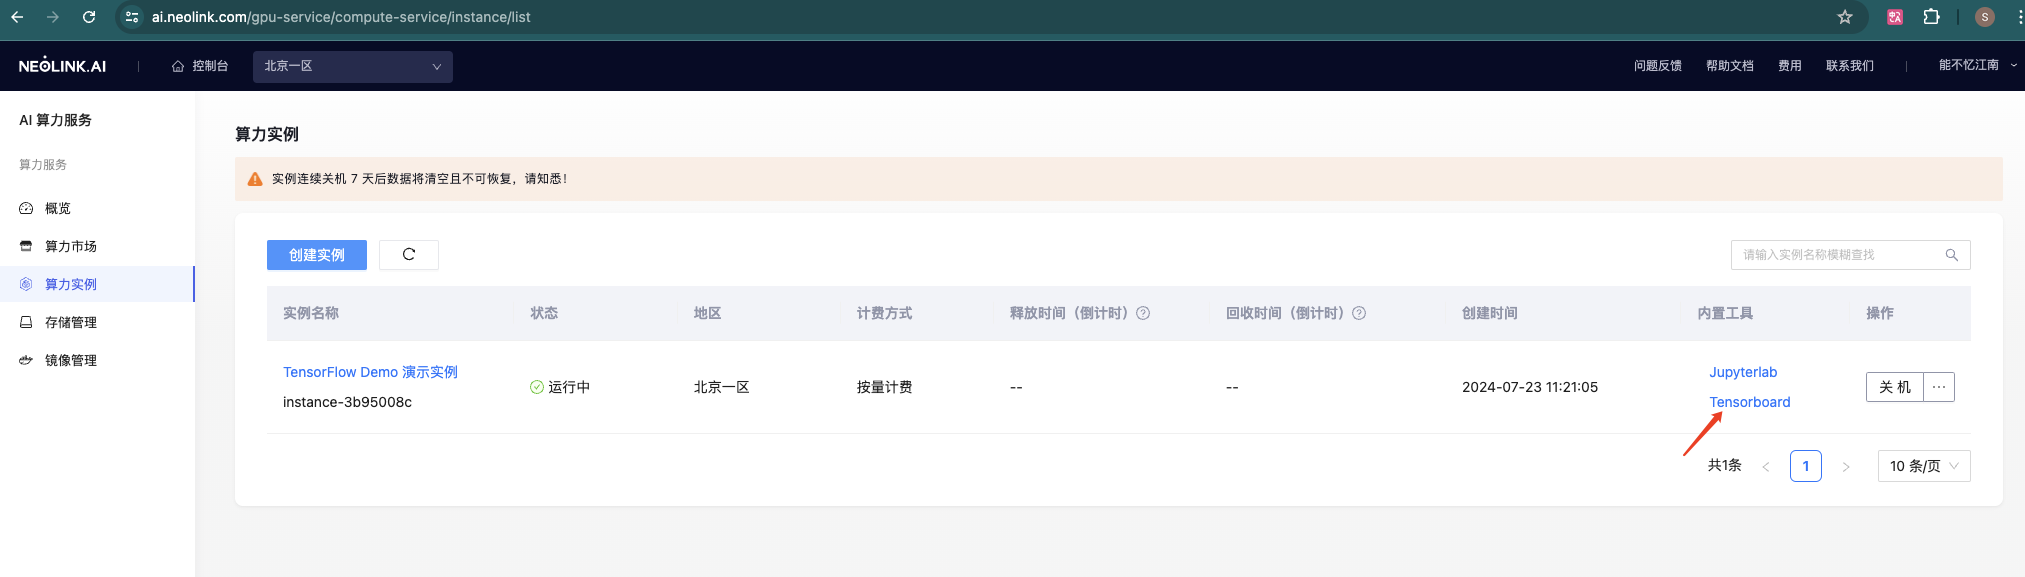 ai.neolink.com/gpu-service/compute-service/instance/list
S
NEOLINK.AI
控制台
北京一区
问题反馈
帮助文档
费用
联系我们
能不忆江南
AI 算力服务
算力服务
概览
算力市场
算力实例
存储管理
镜像管理
算力实例
实例连续关机 7 天后数据将清空且不可恢复，请知悉！
创建实例
请输入实例名称模糊查找
实例名称 状态 地区 计费方式 释放时间（倒计时） 回收时间（倒计时） 创建时间 内置工具 操作
TensorFlow Demo 演示实例
instance-3b95008c
运行中
北京一区
按量计费
--
--
2024-07-23 11:21:05
Jupyterlab
Tensorboard
关 机 ···
共1条 < 1 > 10 条/页